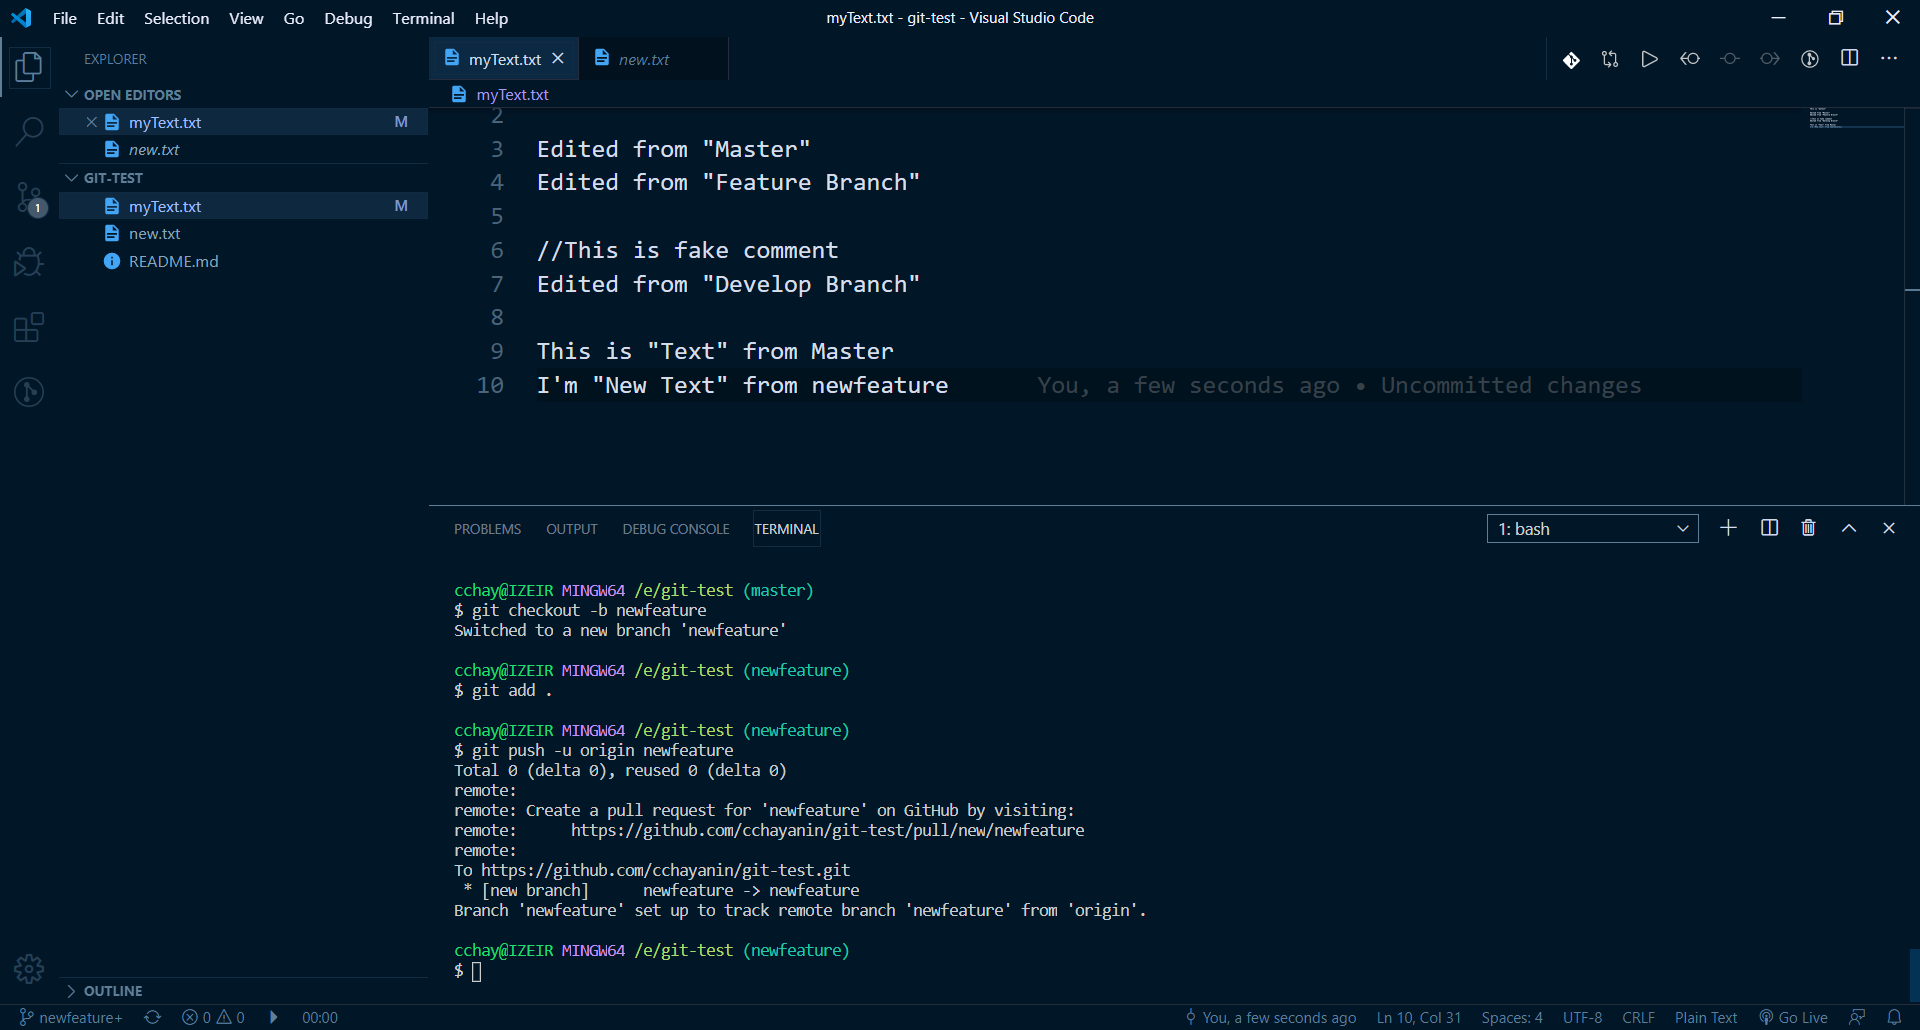 File Edit Selection View Go Debug Terminal Help
myText.txt - git-test - Visual Studio Code
EXPLORER
OPEN EDITORS
myText.txt M
new.txt
GIT-TEST
myText.txt M
new.txt
README.md
1
OUTLINE
myText.txt new.txt
myText.txt
2
3 Edited from "Master"
4 Edited from "Feature Branch"
5
6 //This is fake comment
7 Edited from "Develop Branch"
8
9 This is "Text" from Master
10 I'm "New Text" from newfeature You, a few seconds ago • Uncommitted changes
PROBLEMS OUTPUT DEBUG CONSOLE TERMINAL 1: bash
cchay@IZEIR MINGW64 /e/git-test (master)
$ git checkout -b newfeature
Switched to a new branch 'newfeature'
cchay@IZEIR MINGW64 /e/git-test (newfeature)
$ git add .
cchay@IZEIR MINGW64 /e/git-test (newfeature)
$ git push -u origin newfeature
Total 0 (delta 0), reused 0 (delta 0)
remote:
remote: Create a pull request for 'newfeature' on GitHub by visiting:
remote:      https://github.com/cchayanin/git-test/pull/new/newfeature
remote:
To https://github.com/cchayanin/git-test.git
 * [new branch]      newfeature -> newfeature
Branch 'newfeature' set up to track remote branch 'newfeature' from 'origin'.
cchay@IZEIR MINGW64 /e/git-test (newfeature)
$
newfeature+ 0 0 00:00 You, a few seconds ago Ln 10, Col 31 Spaces: 4 UTF-8 CRLF Plain Text Go Live